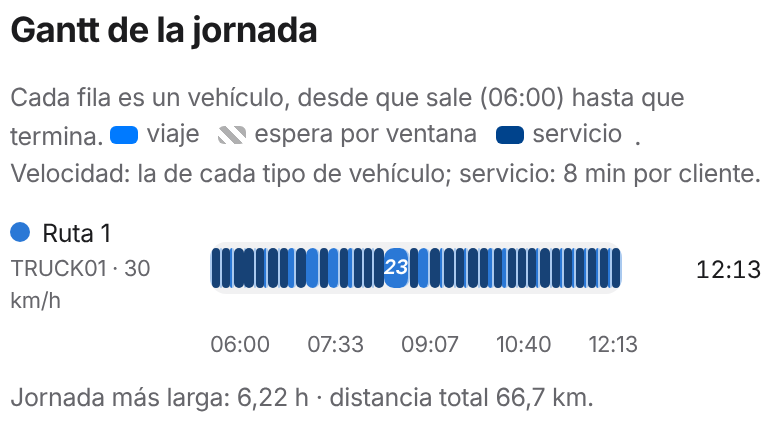 Gantt de la jornada
Cada fila es un vehículo, desde que sale (06:00) hasta que
termina. viaje espera por ventana servicio .
Velocidad: la de cada tipo de vehículo; servicio: 8 min por cliente.
Ruta 1
TRUCK01 · 30
km/h
23
12:13
06:00 07:33 09:07 10:40 12:13
Jornada más larga: 6,22 h · distancia total 66,7 km.